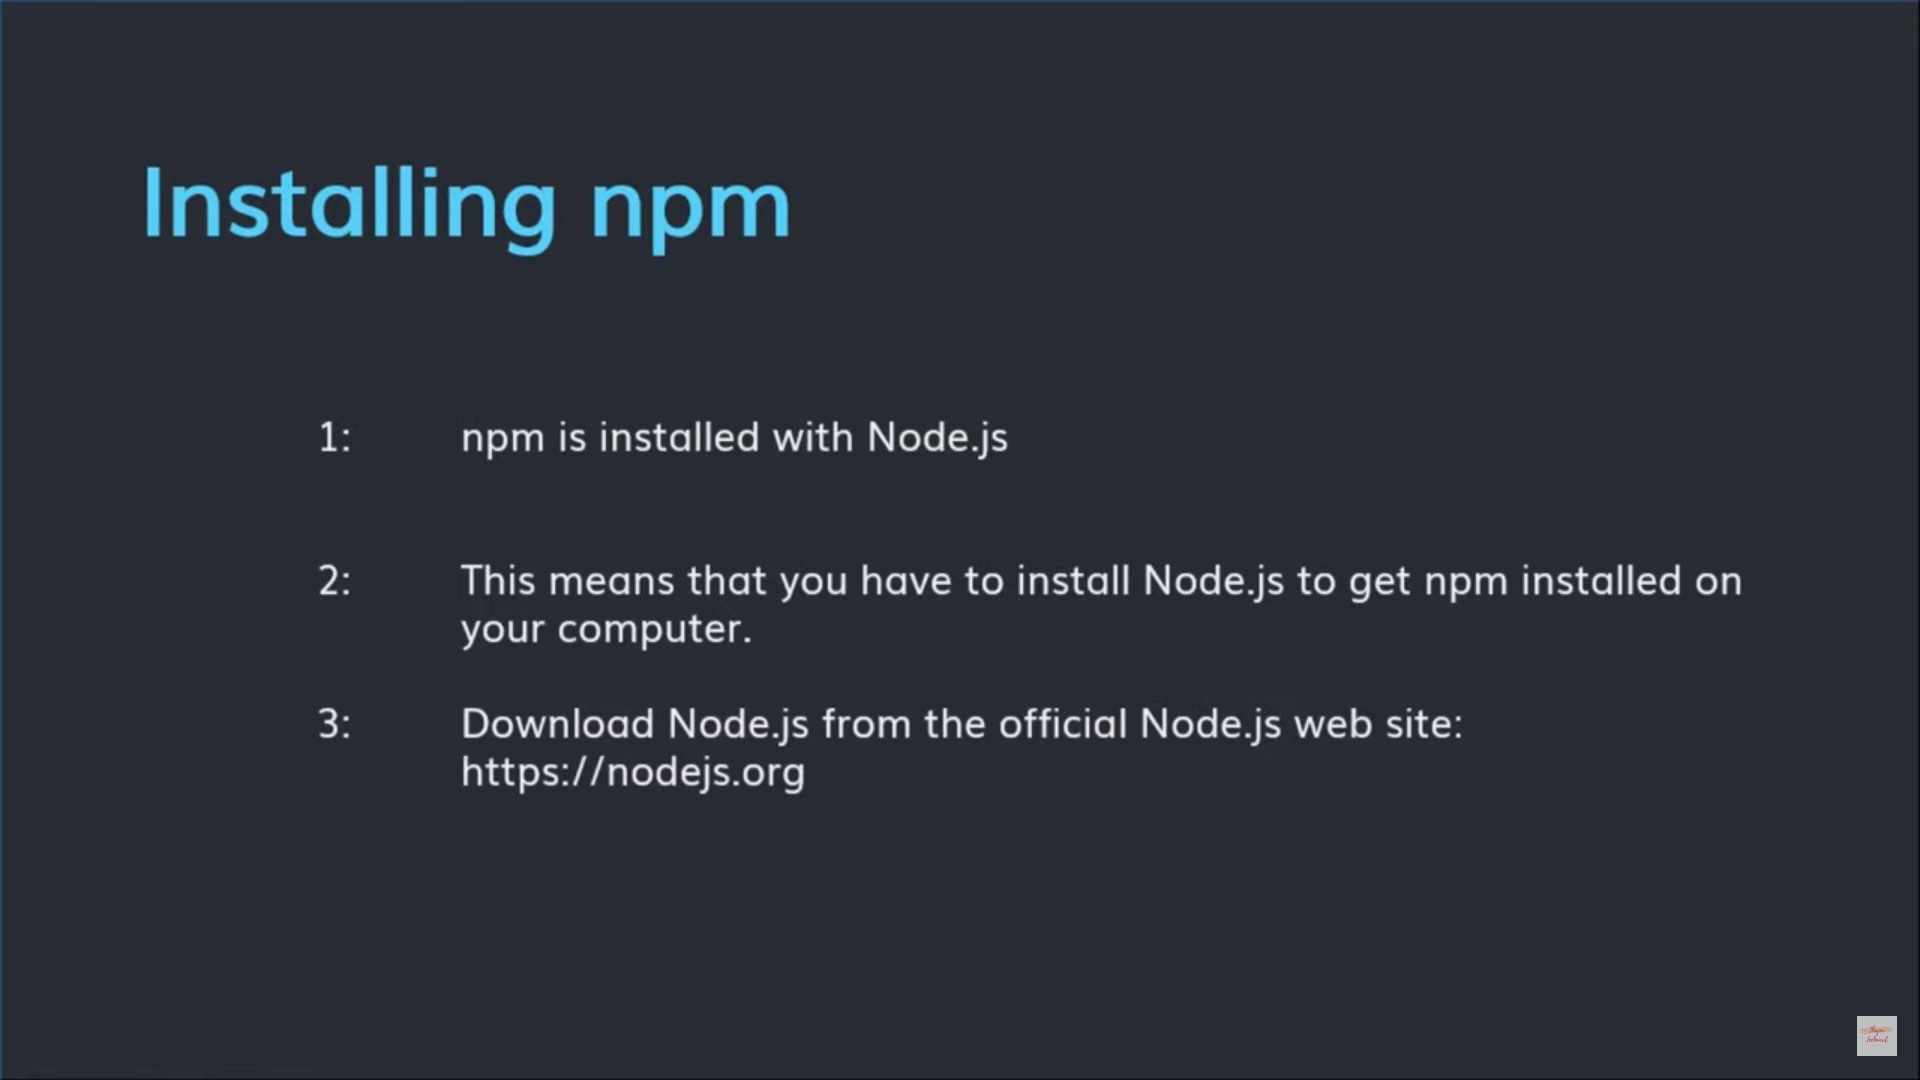 Installing npm
1: npm is installed with Node.js
2: This means that you have to install Node.js to get npm installed on
your computer.
3: Download Node.js from the official Node.js web site:
https://nodejs.org